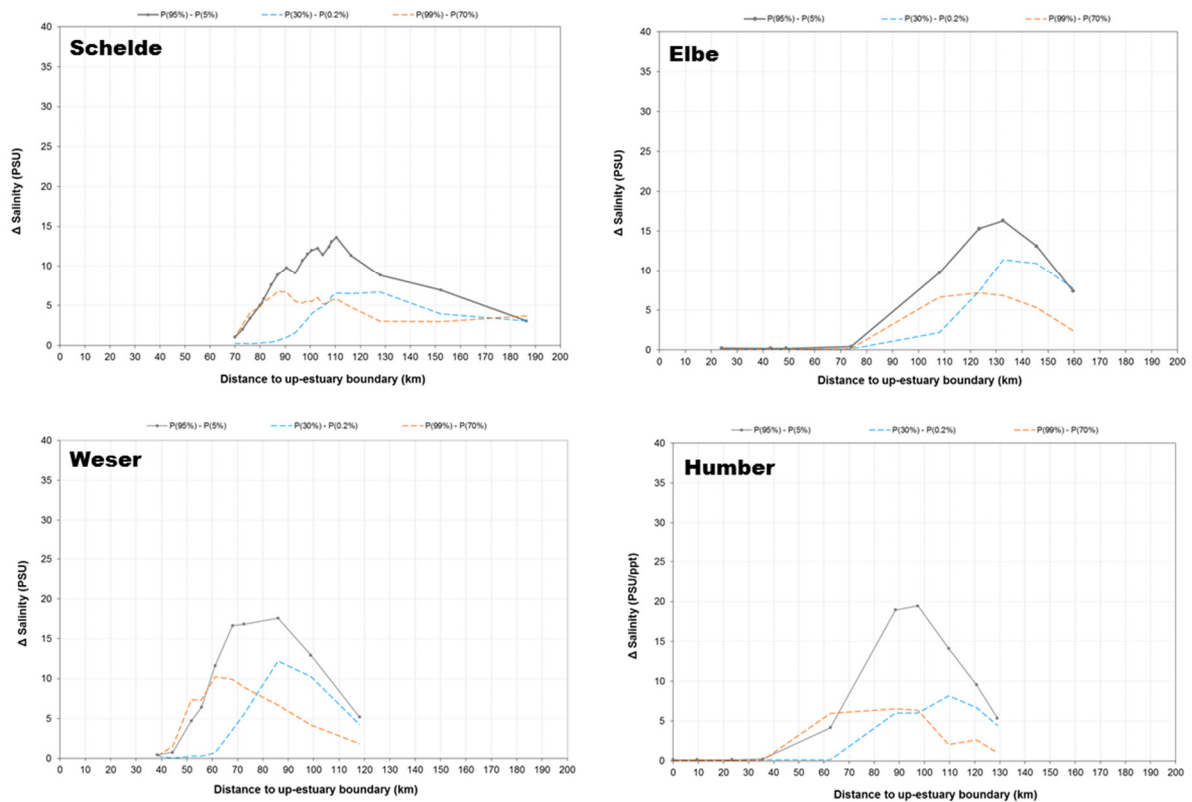 P(95%) - P(5%) P(30%) - P(0.2%) P(99%) - P(70%)
Schelde
Δ Salinity (PSU)
40
35
30
25
20
15
10
5
0
0 10 20 30 40 50 60 70 80 90 100 110 120 130 140 150 160 170 180 190 200
Distance to up-estuary boundary (km)
P(95%) - P(5%) P(30%) - P(0.2%) P(99%) - P(70%)
Elbe
Δ Salinity (PSU)
40
35
30
25
20
15
10
5
0
0 10 20 30 40 50 60 70 80 90 100 110 120 130 140 150 160 170 180 190 200
Distance to up-estuary boundary (km)
P(95%) - P(5%) P(30%) - P(0.2%) P(99%) - P(70%)
Weser
Δ Salinity (PSU)
40
35
30
25
20
15
10
5
0
0 10 20 30 40 50 60 70 80 90 100 110 120 130 140 150 160 170 180 190 200
Distance to up-estuary boundary (km)
P(95%) - P(5%) P(30%) - P(0.2%) P(99%) - P(70%)
Humber
Δ Salinity (PSU/ppt)
40
35
30
25
20
15
10
5
0
0 10 20 30 40 50 60 70 80 90 100 110 120 130 140 150 160 170 180 190 200
Distance to up-estuary boundary (km)